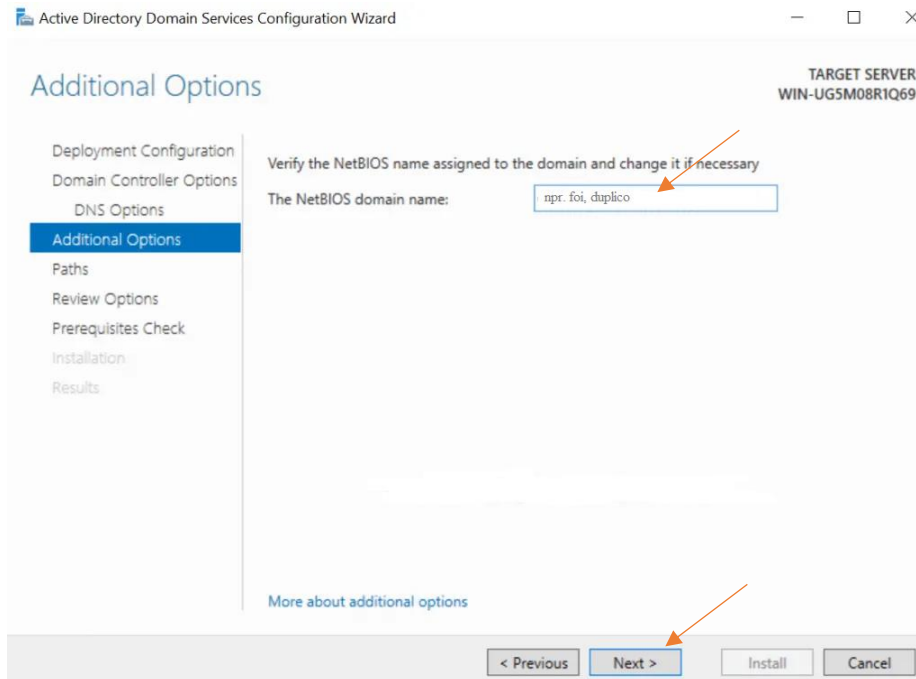 Active Directory Domain Services Configuration Wizard
Additional Options
TARGET SERVER
WIN-UG5M08R1Q69
Deployment Configuration
Domain Controller Options
DNS Options
Additional Options
Paths
Review Options
Prerequisites Check
Installation
Results
Verify the NetBIOS name assigned to the domain and change it if necessary
The NetBIOS domain name: npr. foi, duplico
More about additional options
< Previous Next > Install Cancel